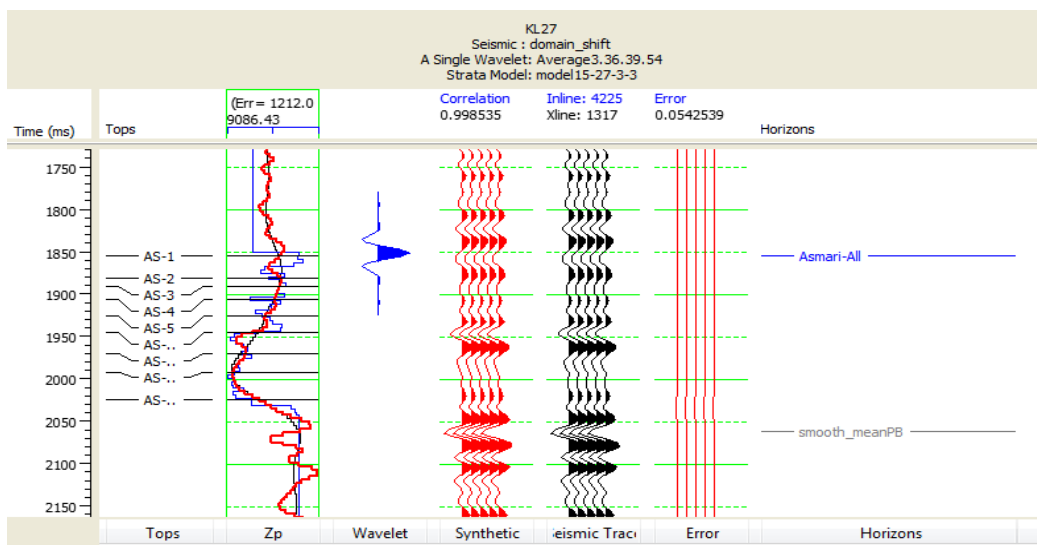 KL27
Seismic : domain_shift
A Single Wavelet: Average3.36.39.54
Strata Model: model15-27-3-3
(Err= 1212.0
9086.43
Correlation
0.998535
Inline: 4225
Xline: 1317
Error
0.0542539
Time (ms)
Tops
Horizons
1750
1800
1850
1900
1950
2000
2050
2100
2150
AS-1
AS-2
AS-3
AS-4
AS-5
AS-..
AS-..
AS-..
AS-..
Asmari-All
smooth_meanPB
Tops
Zp
Wavelet
Synthetic
eismic Trac
Error
Horizons